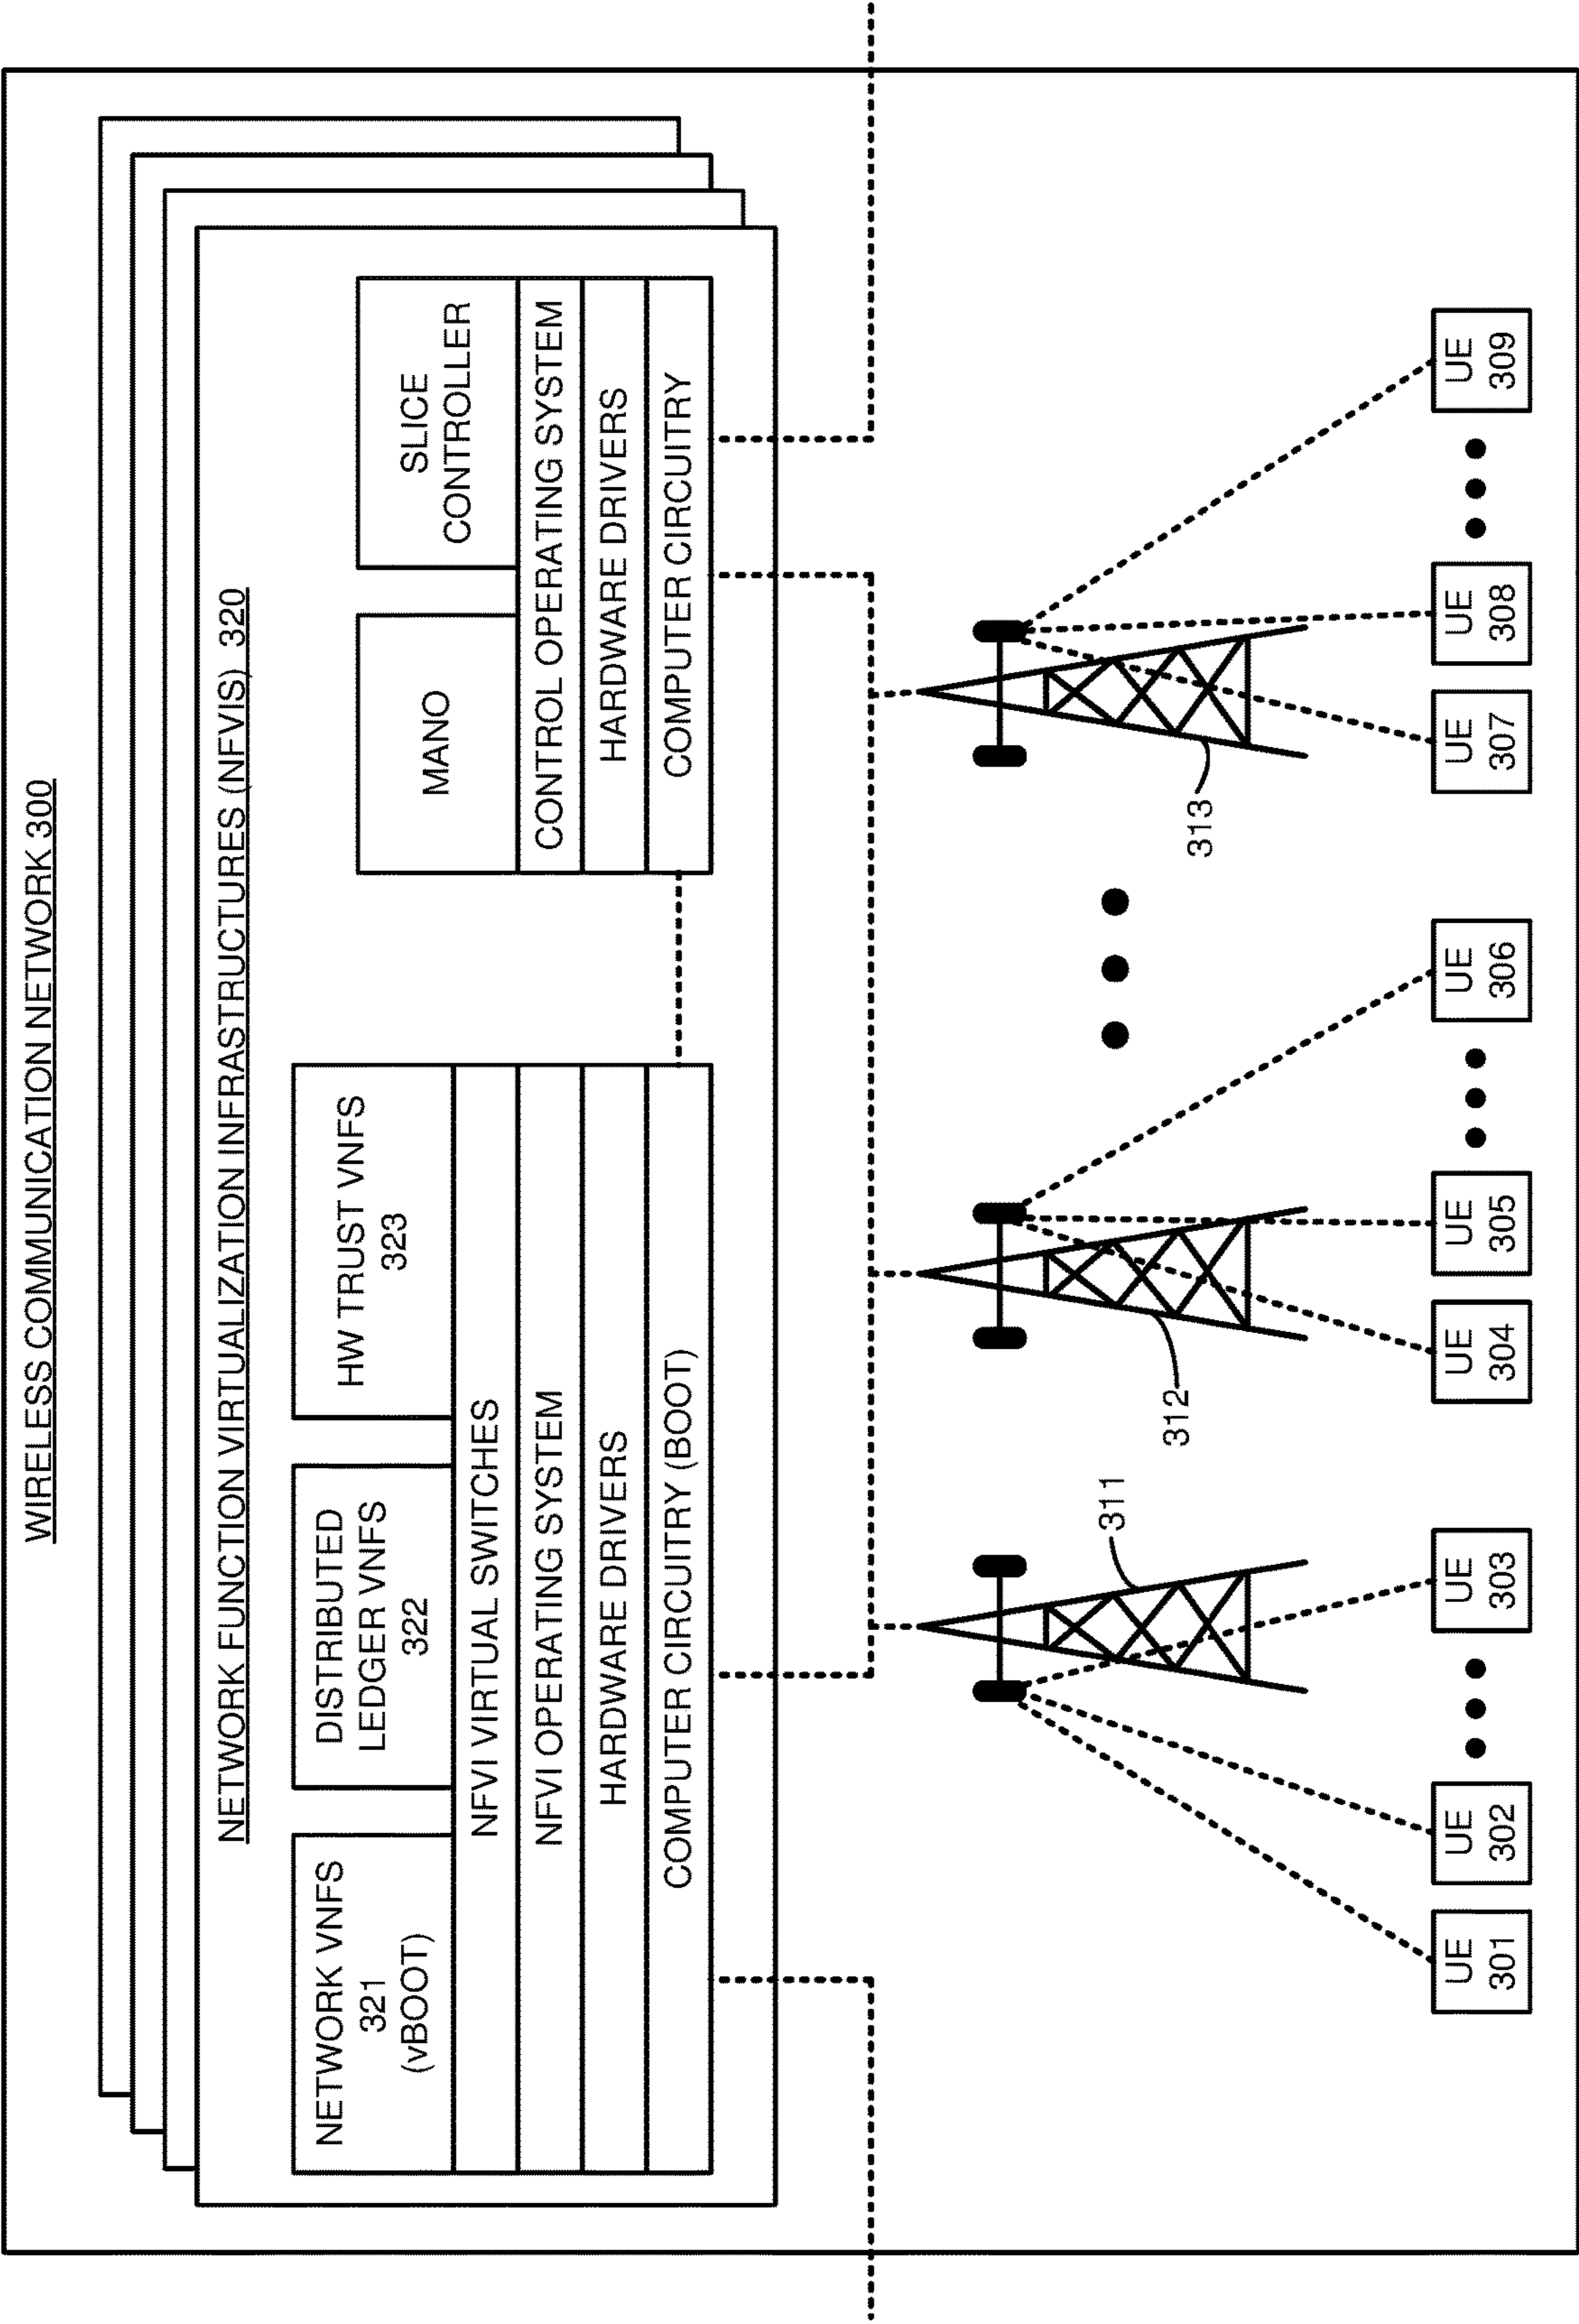 WIRELESS COMMUNICATION NETWORK 300
NETWORK FUNCTION VIRTUALIZATION INFRASTRUCTURES (NFVIS) 320
NETWORK VNFS
321
(vBOOT)
DISTRIBUTED
LEDGER VNFS
322
HW TRUST VNFS
323
NFVI VIRTUAL SWITCHES
NFVI OPERATING SYSTEM
HARDWARE DRIVERS
COMPUTER CIRCUITRY (BOOT)
MANO
SLICE
CONTROLLER
CONTROL OPERATING SYSTEM
HARDWARE DRIVERS
COMPUTER CIRCUITRY
311
312
313
UE
301
UE
302
UE
303
UE
304
UE
305
UE
306
UE
307
UE
308
UE
309